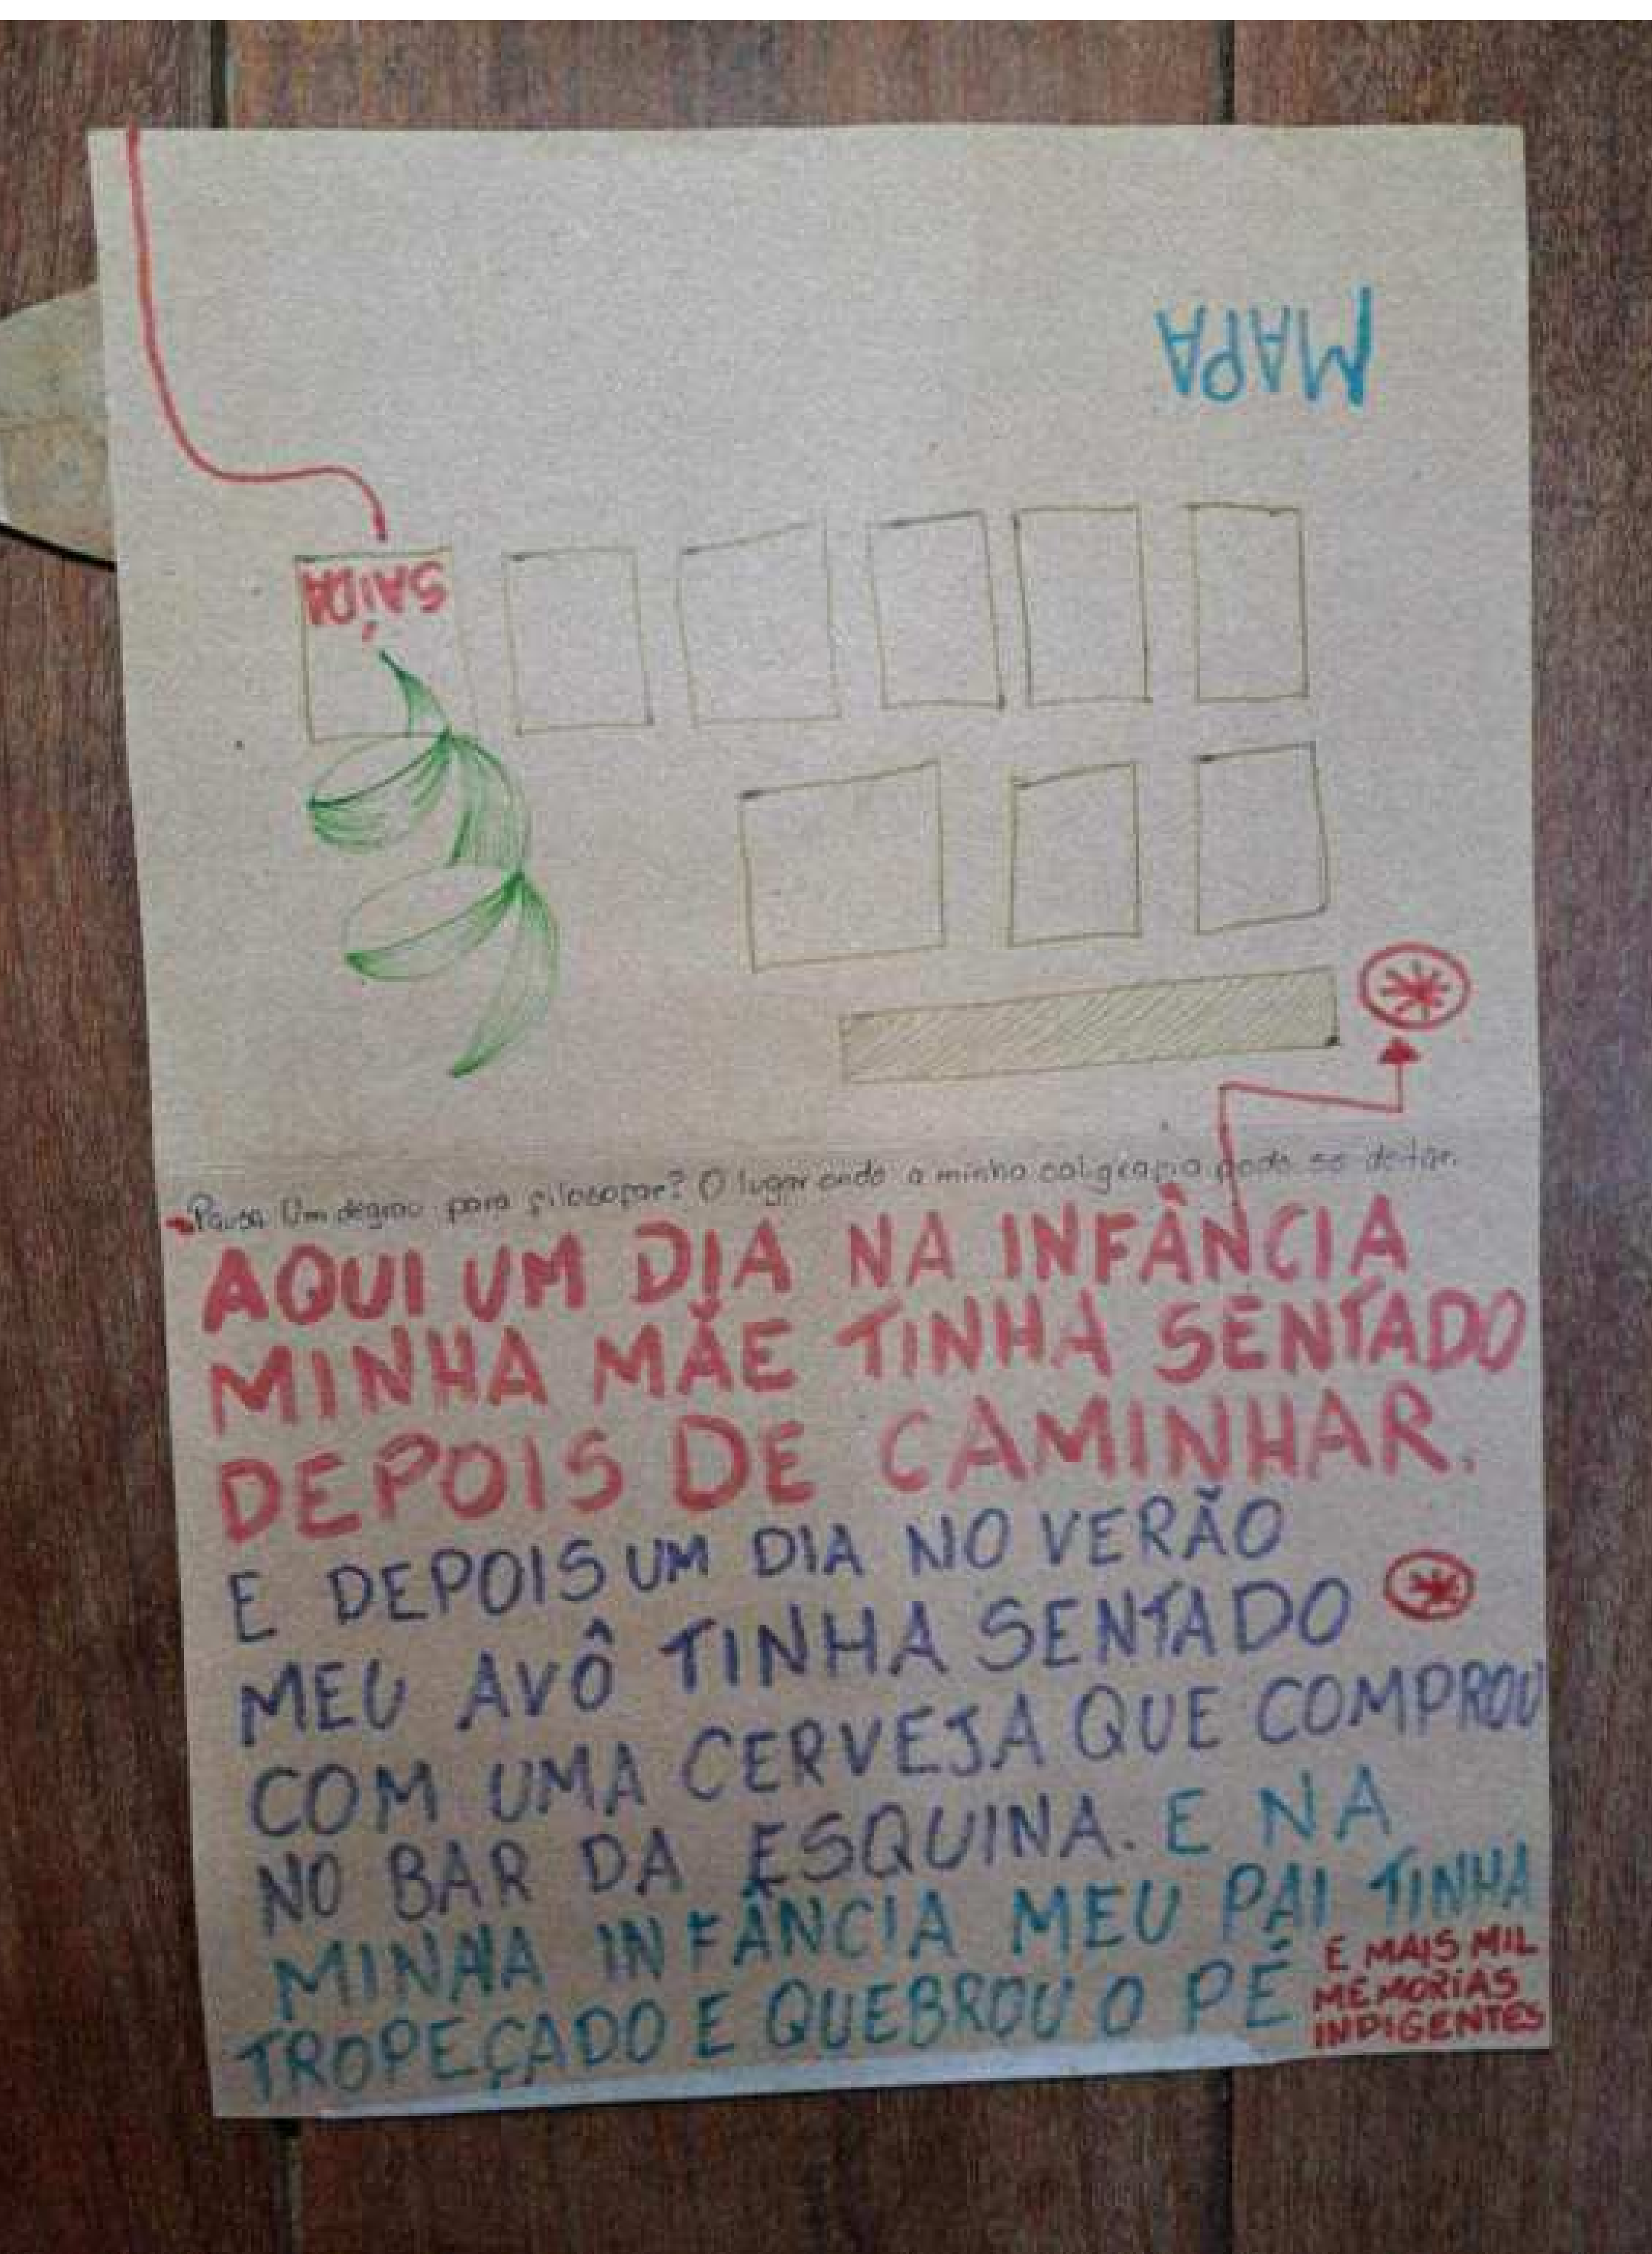 MAPA
SAÍDA
Pausa. Um degrau para filosofar? O lugar onde a minha caligrafia pode se deitar.
AQUI UM DIA NA INFÂNCIA
MINHA MÃE TINHA SENTADO
DEPOIS DE CAMINHAR.
E DEPOIS UM DIA NO VERÃO
MEU AVÔ TINHA SENTADO
COM UMA CERVEJA QUE COMPROU
NO BAR DA ESQUINA. E NA
MINHA INFÂNCIA MEU PAI TINHA
TROPEÇADO E QUEBROU O PÉ
E MAIS MIL
MEMORIAS
INDIGENTES